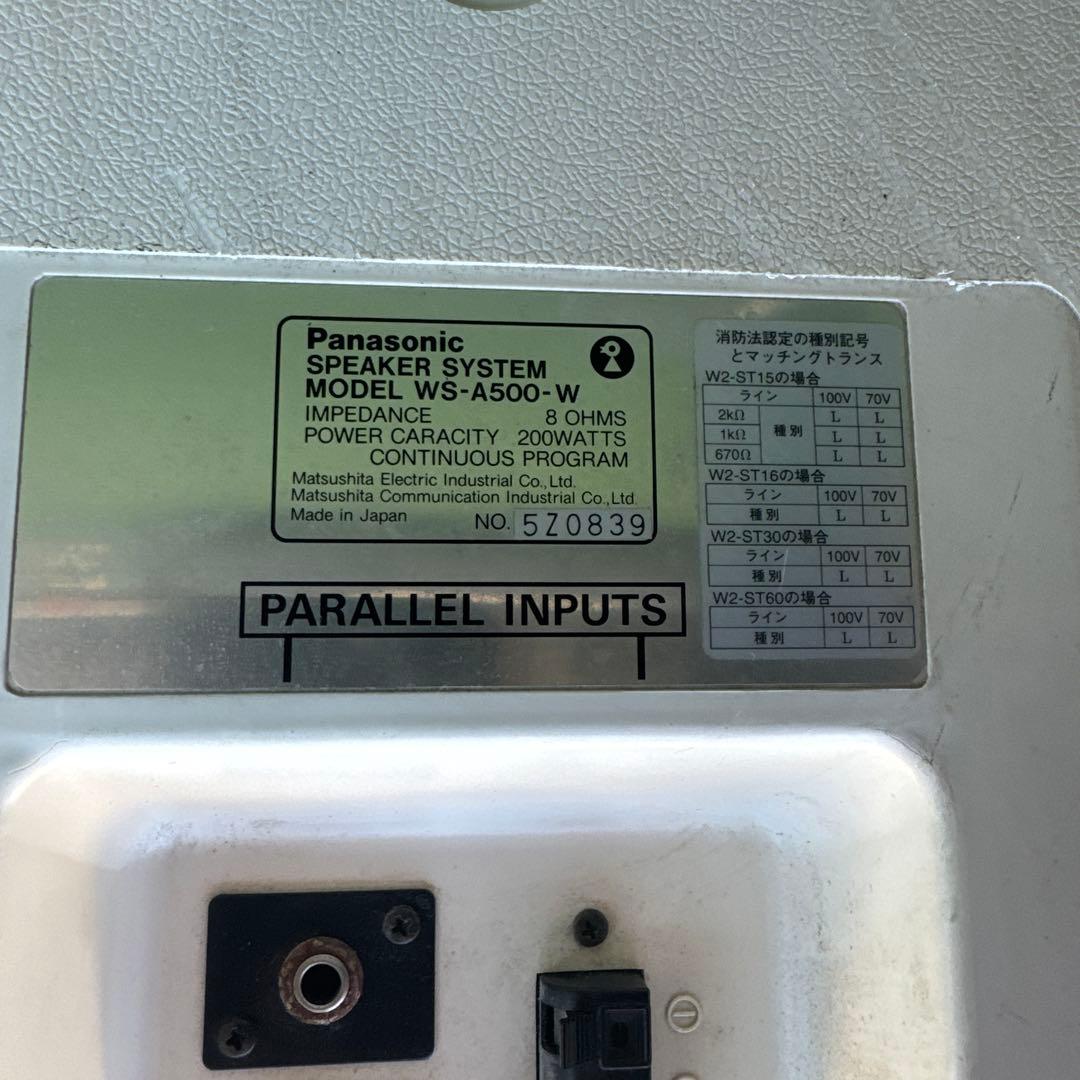 Panasonic
SPEAKER SYSTEM
MODEL WS-A500-W
IMPEDANCE 8 OHMS
POWER CARACITY 200WATTS
CONTINUOUS PROGRAM
Matsushita Electric Industrial Co.,Ltd.
Matsushita Communication Industrial Co.,Ltd.
Made in Japan NO. 5Z0839
PARALLEL INPUTS
消防法認定の種別記号
とマッチングトランス
W2-ST15の場合
ライン 100V 70V
2kΩ 種別 L L
1kΩ L L
670Ω L L
W2-ST16の場合
ライン 100V 70V
種別 L L
W2-ST30の場合
ライン 100V 70V
種別 L L
W2-ST60の場合
ライン 100V 70V
種別 L L